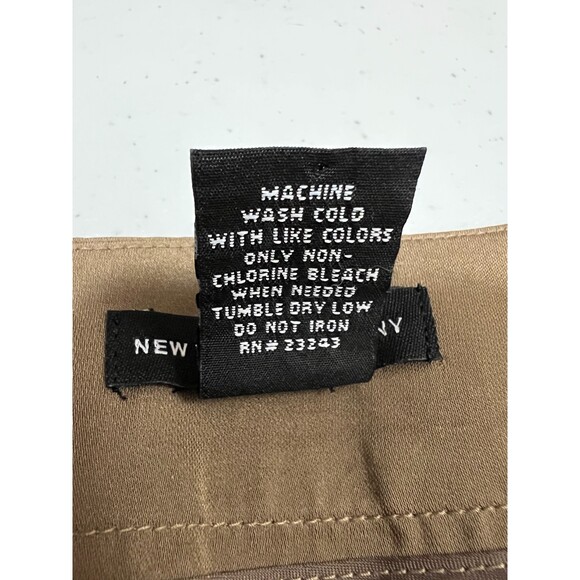 MACHINE
WASH COLD
WITH LIKE COLORS
ONLY NON-
CHLORINE BLEACH
WHEN NEEDED
TUMBLE DRY LOW
DO NOT IRON
RN# 23243
NEW